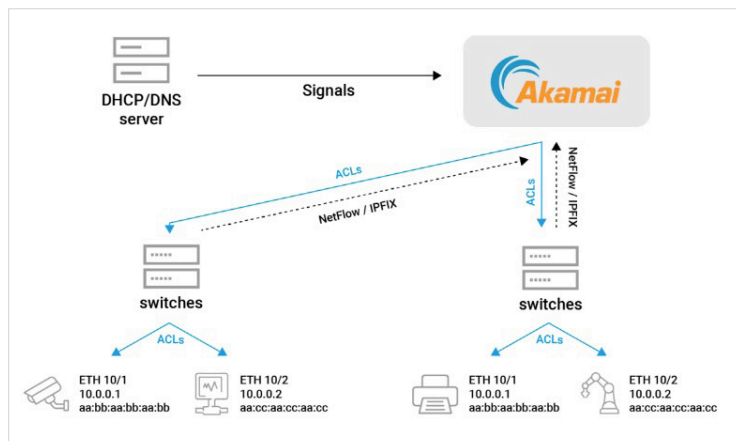 DHCP/DNS
server
Signals
Akamai
ACLs
NetFlow / IPFIX
ACLs
NetFlow / IPFIX
switches
switches
ACLs
ACLs
ETH 10/1
10.0.0.1
aa:bb:aa:bb:aa:bb
ETH 10/2
10.0.0.2
aa:cc:aa:cc:aa:cc
ETH 10/1
10.0.0.1
aa:bb:aa:bb:aa:bb
ETH 10/2
10.0.0.2
aa:cc:aa:cc:aa:cc